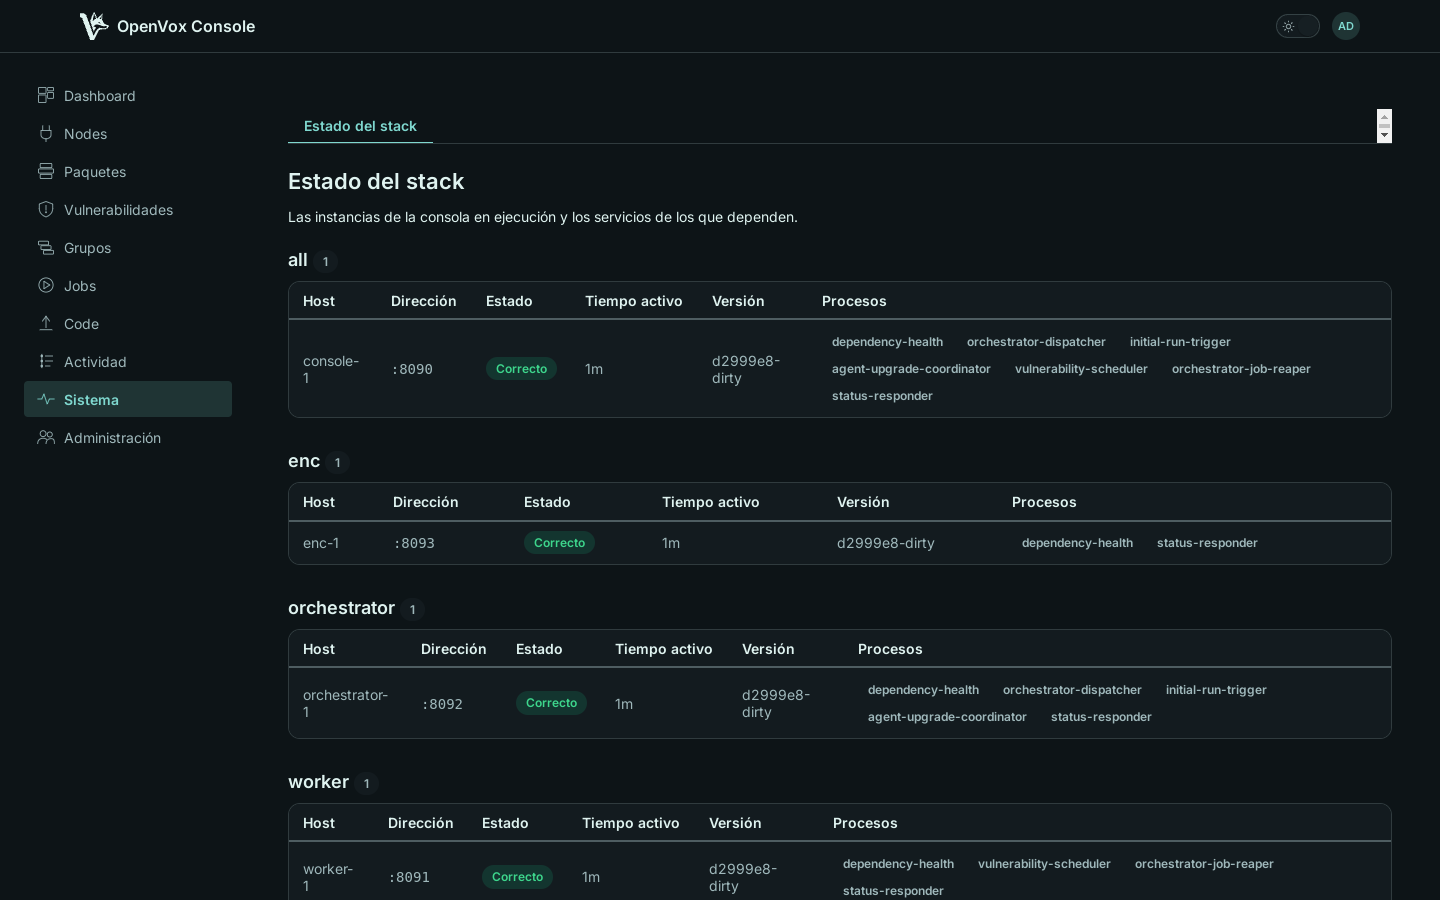 OpenVox Console
AD
Dashboard
Nodes
Paquetes
Vulnerabilidades
Grupos
Jobs
Code
Actividad
Sistema
Administración
Estado del stack
Estado del stack
Las instancias de la consola en ejecución y los servicios de los que dependen.
all 1
Host Dirección Estado Tiempo activo Versión Procesos
console-
1
:8090 Correcto 1m
d2999e8-
dirty
dependency-health orchestrator-dispatcher initial-run-trigger
agent-upgrade-coordinator vulnerability-scheduler orchestrator-job-reaper
status-responder
enc 1
Host Dirección Estado Tiempo activo Versión Procesos
enc-1 :8093 Correcto 1m d2999e8-dirty dependency-health status-responder
orchestrator 1
Host Dirección Estado Tiempo activo Versión Procesos
orchestrator-
1
:8092 Correcto 1m
d2999e8-
dirty
dependency-health orchestrator-dispatcher initial-run-trigger
agent-upgrade-coordinator status-responder
worker 1
Host Dirección Estado Tiempo activo Versión Procesos
worker-
1
:8091 Correcto 1m
d2999e8-
dirty
dependency-health vulnerability-scheduler orchestrator-job-reaper
status-responder